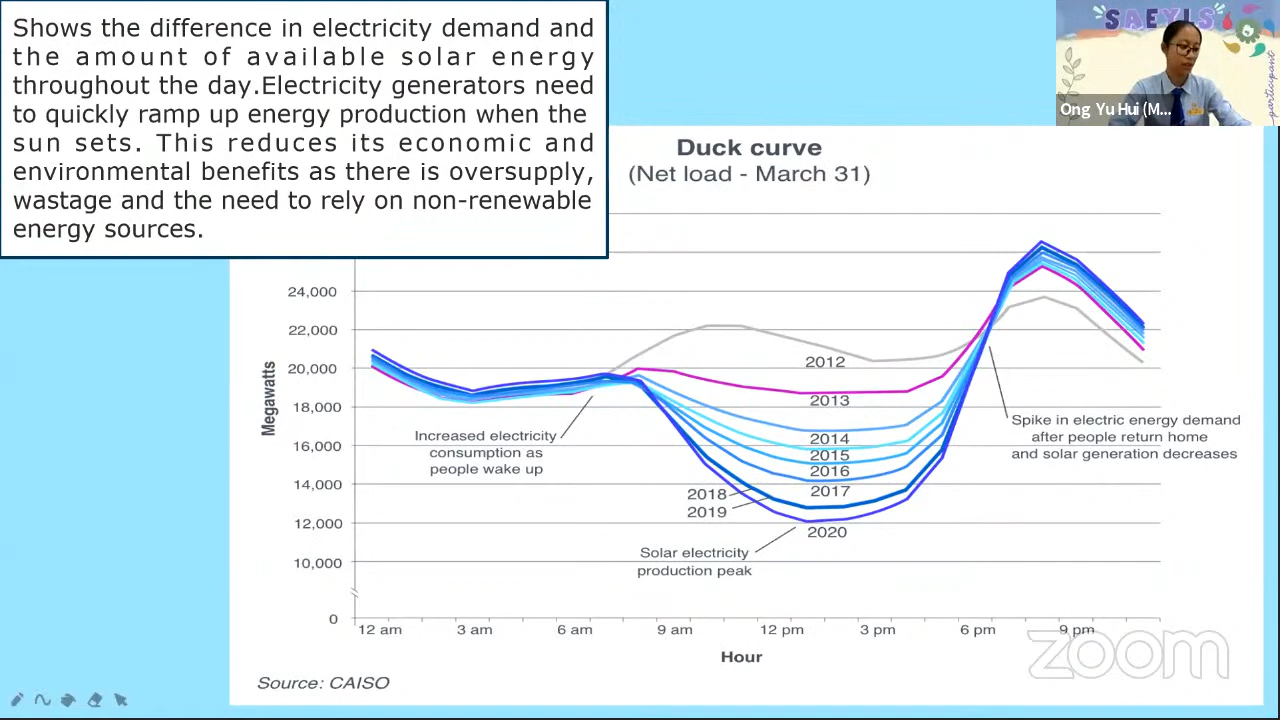 Shows the difference in electricity demand and
the amount of available solar energy
throughout the day.Electricity generators need
to quickly ramp up energy production when the
sun sets. This reduces its economic and
environmental benefits as there is oversupply,
wastage and the need to rely on non-renewable
energy sources.
SAEYLS
participant
Ong Yu Hui (M...
Duck curve
(Net load - March 31)
24,000
22,000
20,000
18,000
16,000
14,000
12,000
10,000
0
Megawatts
2012
2013
2014
2015
2016
2017
2018
2019
2020
Increased electricity
consumption as
people wake up
Solar electricity
production peak
Spike in electric energy demand
after people return home
and solar generation decreases
12 am
3 am
6 am
9 am
12 pm
3 pm
6 pm
9 pm
Hour
Source: CAISO
zoom